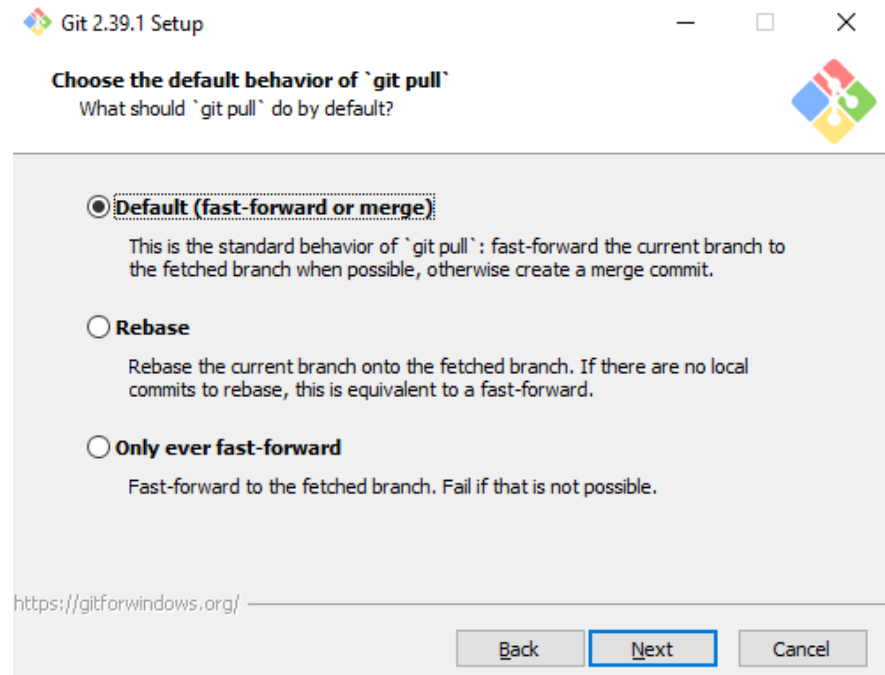 Git 2.39.1 Setup
Choose the default behavior of `git pull`
What should `git pull` do by default?
Default (fast-forward or merge)
This is the standard behavior of `git pull`: fast-forward the current branch to
the fetched branch when possible, otherwise create a merge commit.
Rebase
Rebase the current branch onto the fetched branch. If there are no local
commits to rebase, this is equivalent to a fast-forward.
Only ever fast-forward
Fast-forward to the fetched branch. Fail if that is not possible.
https://gitforwindows.org/
Back Next Cancel